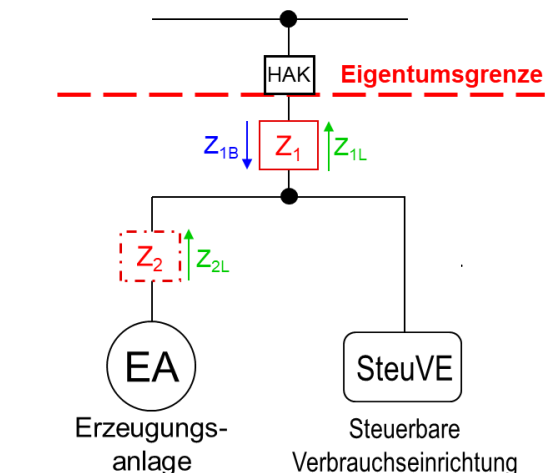 HAK
Eigentumsgrenze
Z1B
Z1
Z1L
Z2
Z2L
EA
SteuVE
Erzeugungs-
anlage
Steuerbare
Verbrauchseinrichtung